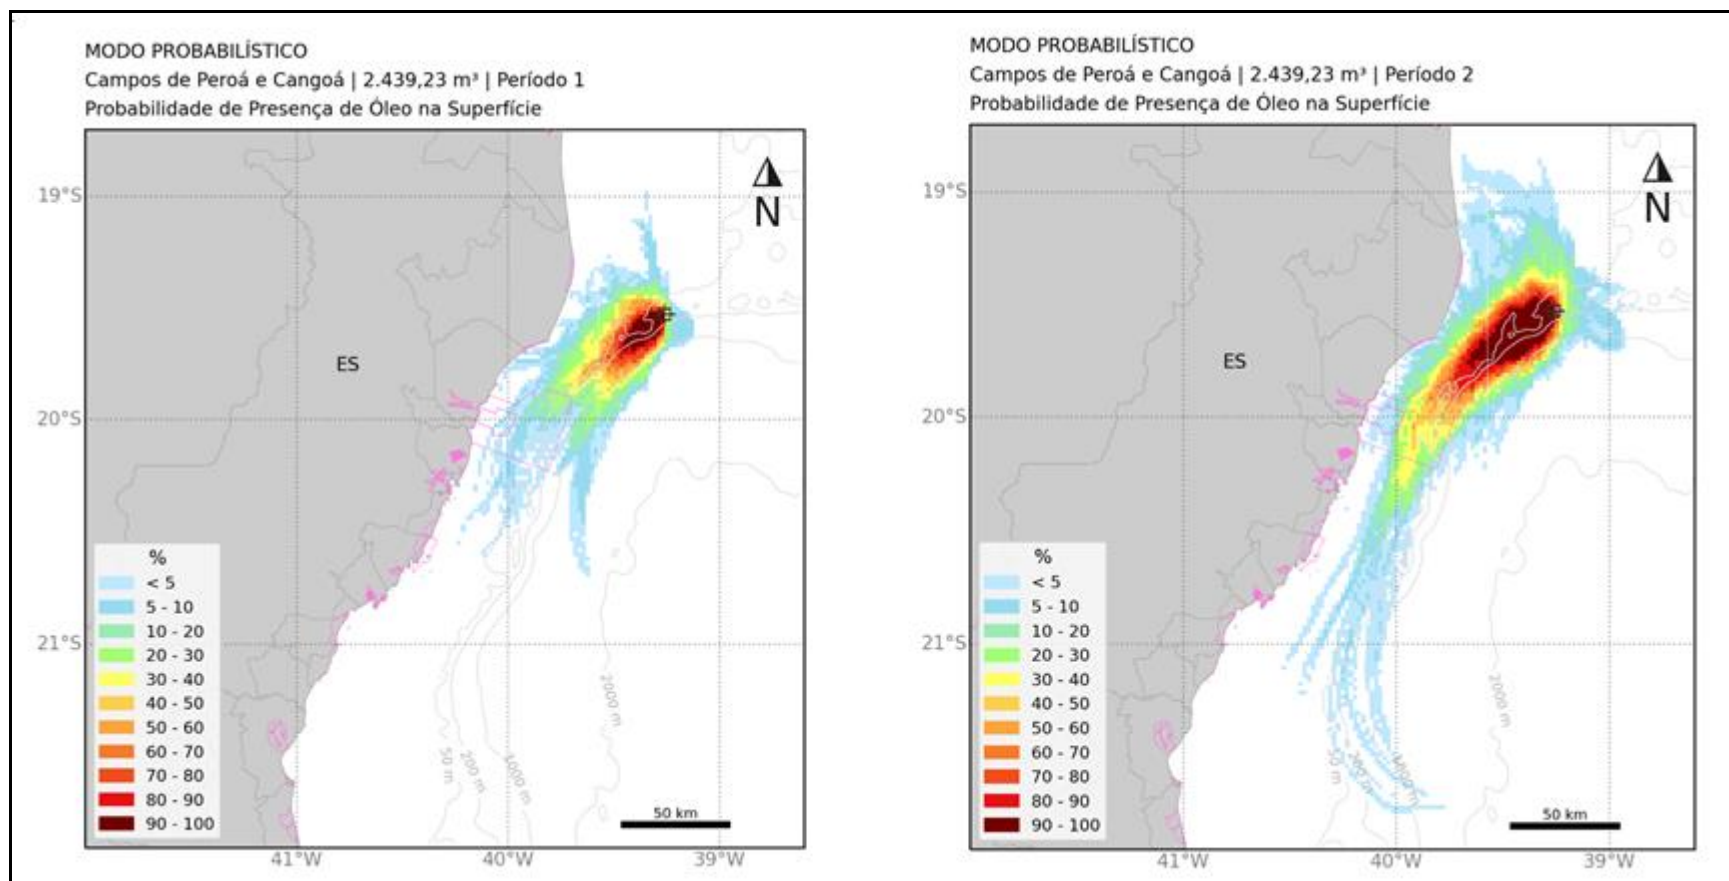 MODO PROBABILÍSTICO
Campos de Peroá e Cangoá | 2.439,23 m³ | Período 1
Probabilidade de Presença de Óleo na Superfície
N
19°S
ES
20°S
21°S
%
< 5
5 - 10
10 - 20
20 - 30
30 - 40
40 - 50
50 - 60
60 - 70
70 - 80
80 - 90
90 - 100
2000 m
50 m
200 m
1000 m
50 km
41°W
40°W
39°W
MODO PROBABILÍSTICO
Campos de Peroá e Cangoá | 2.439,23 m³ | Período 2
Probabilidade de Presença de Óleo na Superfície
N
19°S
ES
20°S
21°S
%
< 5
5 - 10
10 - 20
20 - 30
30 - 40
40 - 50
50 - 60
60 - 70
70 - 80
80 - 90
90 - 100
2000 m
50 m
200 m
1000 m
50 km
41°W
40°W
39°W